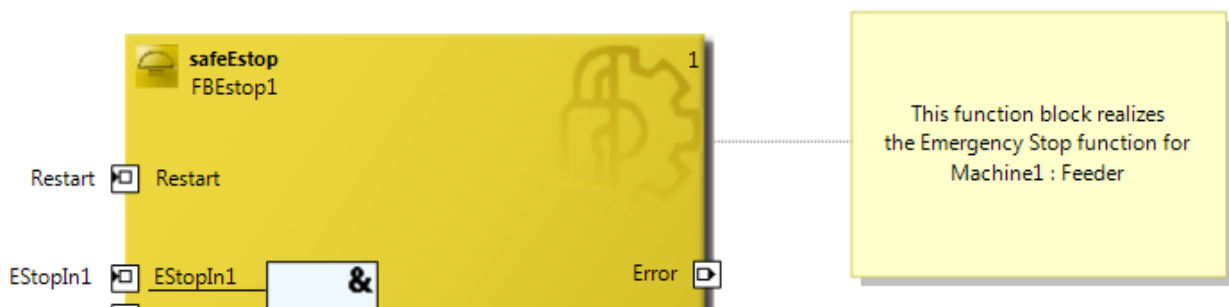 safeEstop
1
FBEstop1
This function block realizes
the Emergency Stop function for
Machine1 : Feeder
Restart
Restart
EStopIn1
EStopIn1
&
Error